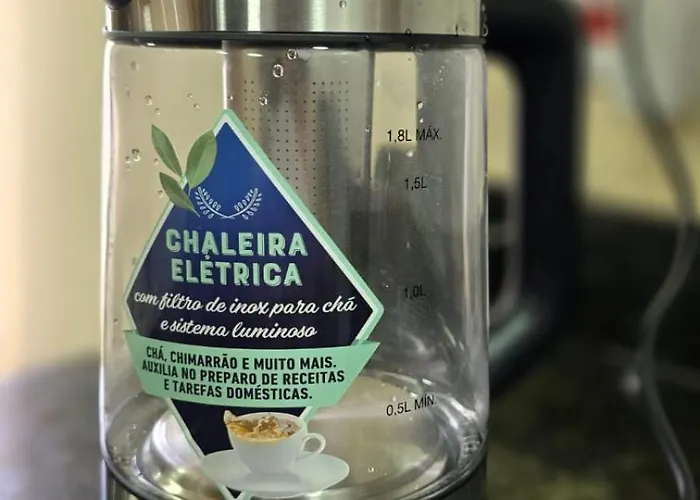 1,8L MÁX.
1,5L
CHALEIRA
ELÉTRICA
com filtro de inox para chá
e sistema luminoso
1,0L
CHÁ, CHIMARRÃO E MUITO MAIS.
AUXILIA NO PREPARO DE RECEITAS
E TAREFAS DOMÉSTICAS.
0,5L MÍN.